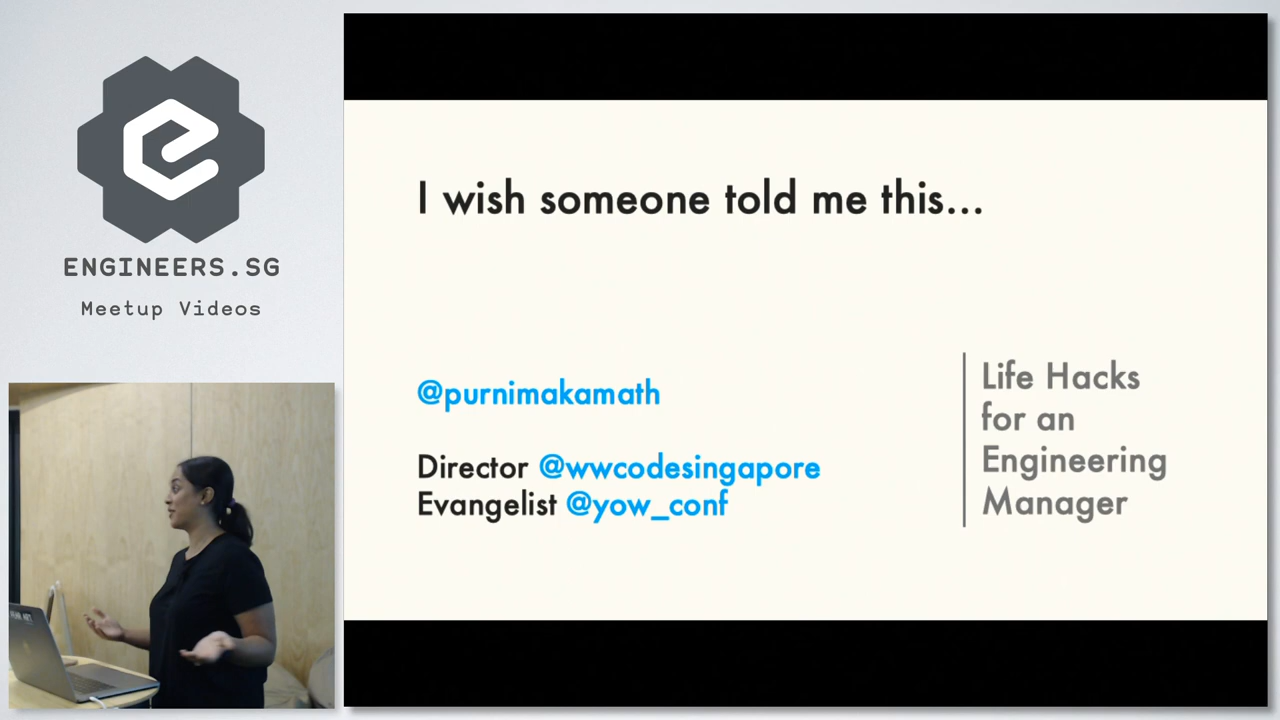 ENGINEERS.SG
Meetup Videos
I wish someone told me this...
@purnimakamath
Director @wwcodesingapore
Evangelist @yow_conf
Life Hacks
for an
Engineering
Manager